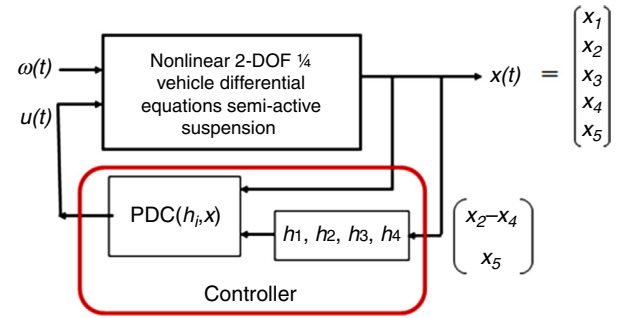 ω(t)
u(t)
Nonlinear 2-DOF ¼
vehicle differential
equations semi-active
suspension
x(t) =
x1
x2
x3
x4
x5
PDC(hi,x)
h1, h2, h3, h4
x2–x4
x5
Controller